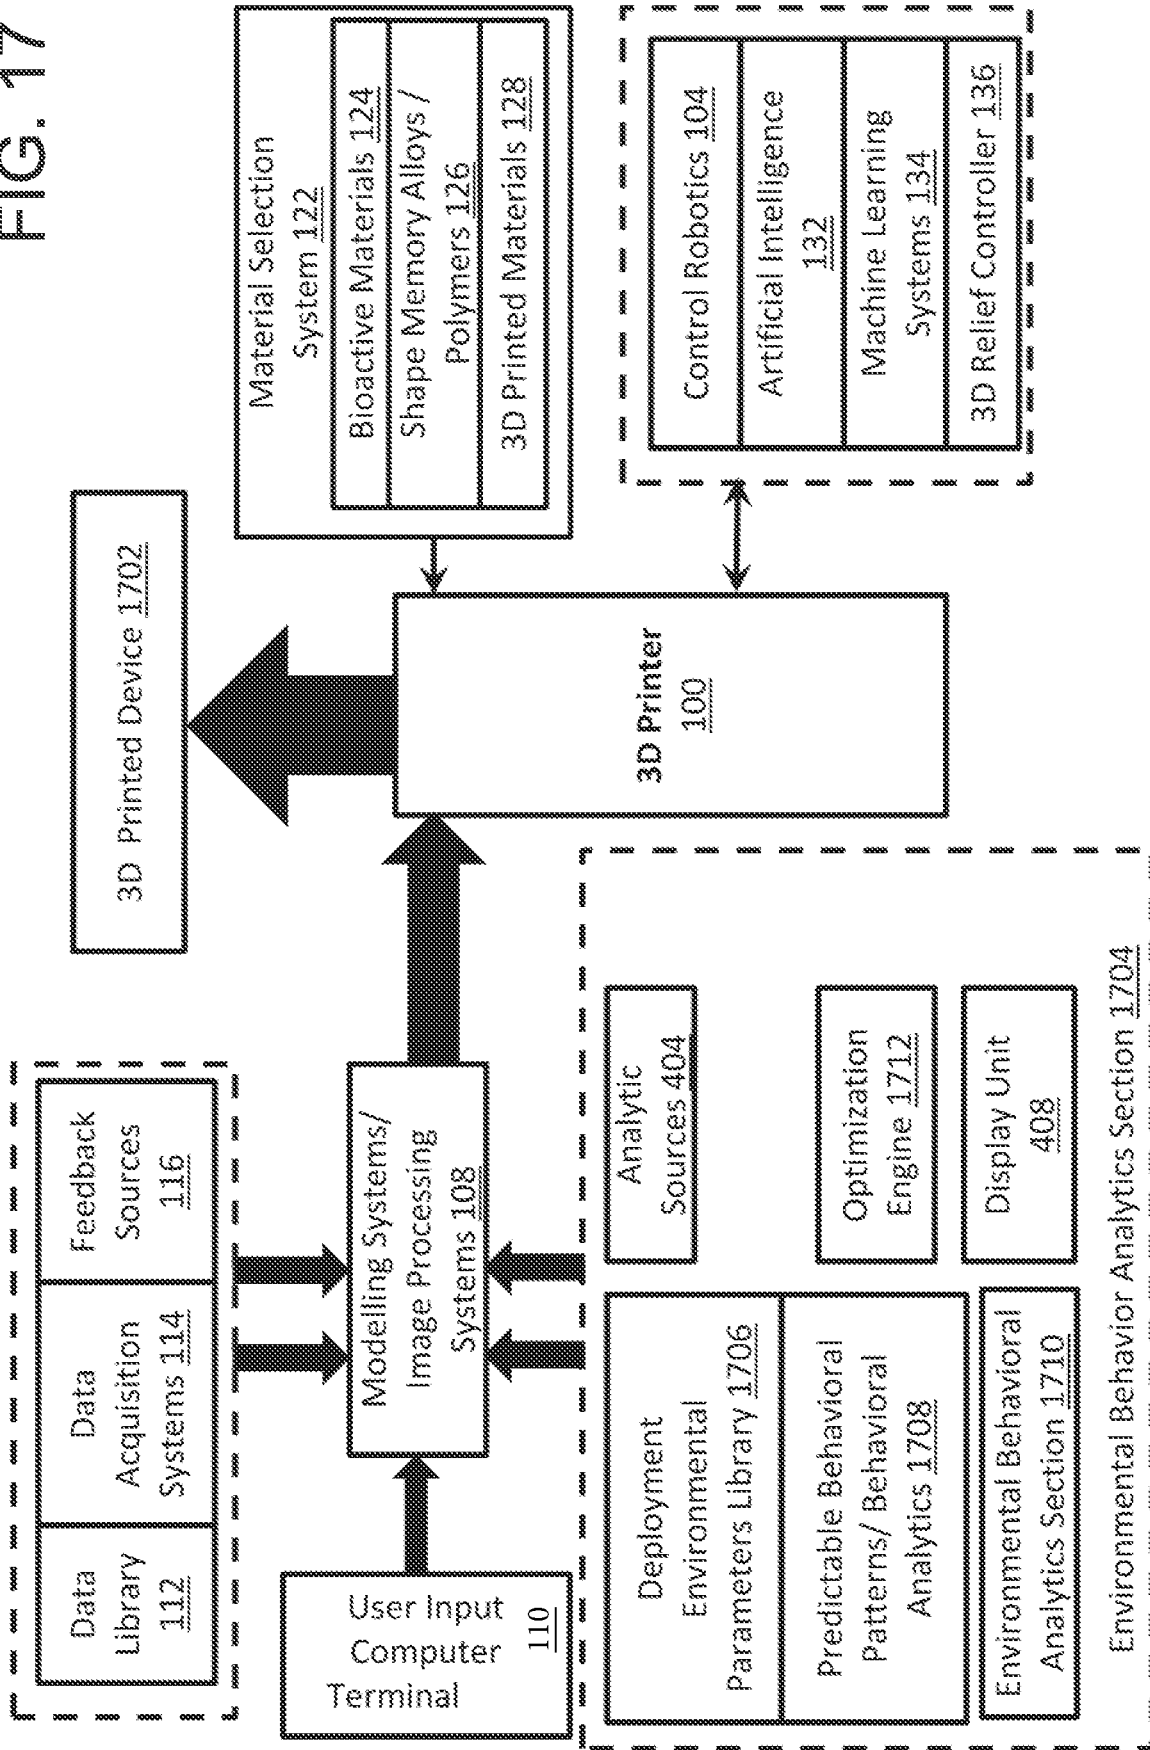 FIG. 17
Data
Library
112
Data
Acquisition
Systems 114
Feedback
Sources
116
3D Printed Device 1702
Material Selection
System 122
Bioactive Materials 124
Shape Memory Alloys /
Polymers 126
3D Printed Materials 128
User Input
Computer
Terminal
110
Modelling Systems/
Image Processing
Systems 108
3D Printer
100
Control Robotics 104
Artificial Intelligence
132
Machine Learning
Systems 134
3D Relief Controller 136
Deployment
Environmental
Parameters Library 1706
Predictable Behavioral
Patterns/ Behavioral
Analytics 1708
Environmental Behavioral
Analytics Section 1710
Analytic
Sources 404
Optimization
Engine 1712
Display Unit
408
Environmental Behavior Analytics Section 1704